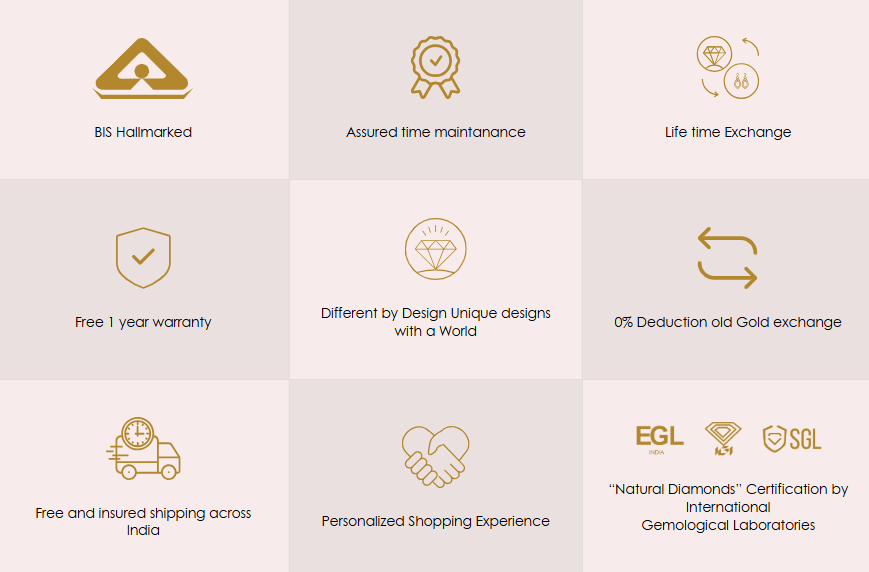 BIS Hallmarked
Assured time maintanance
Life time Exchange
Free 1 year warranty
Different by Design Unique designs
with a World
0% Deduction old Gold exchange
Free and insured shipping across
India
Personalized Shopping Experience
EGL
INDIA
IGI
SGL
“Natural Diamonds” Certification by
International
Gemological Laboratories